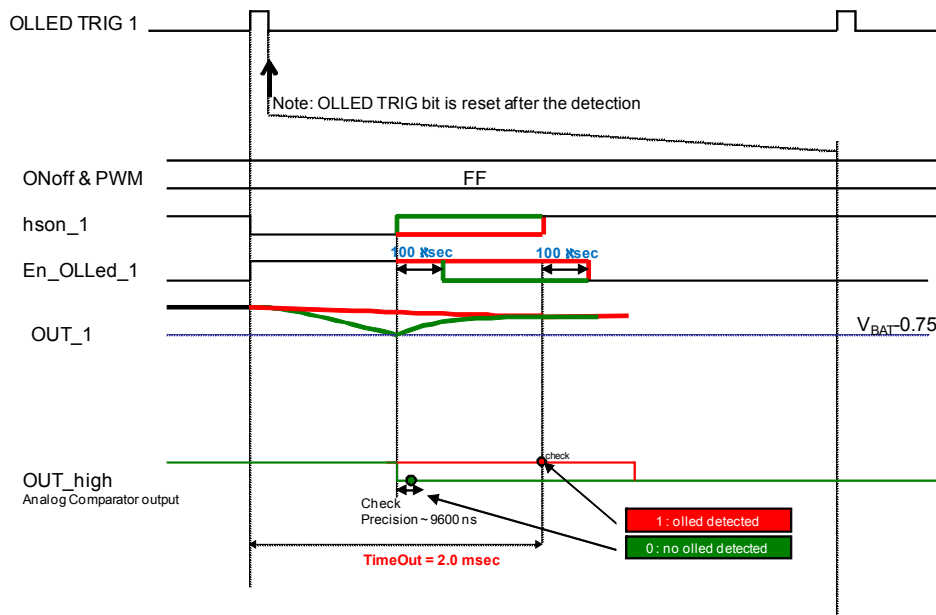 OLLED TRIG 1
Note: OLLED TRIG bit is reset after the detection
ONoff & PWM
FF
hson_1
100 sec
100 sec
En_OLLed_1
OUT_1
VBAT-0.75
check
OUT_high
Analog Comparator output
Check
Precision ~ 9600 ns
1 : olled detected
0 : no olled detected
TimeOut = 2.0 msec